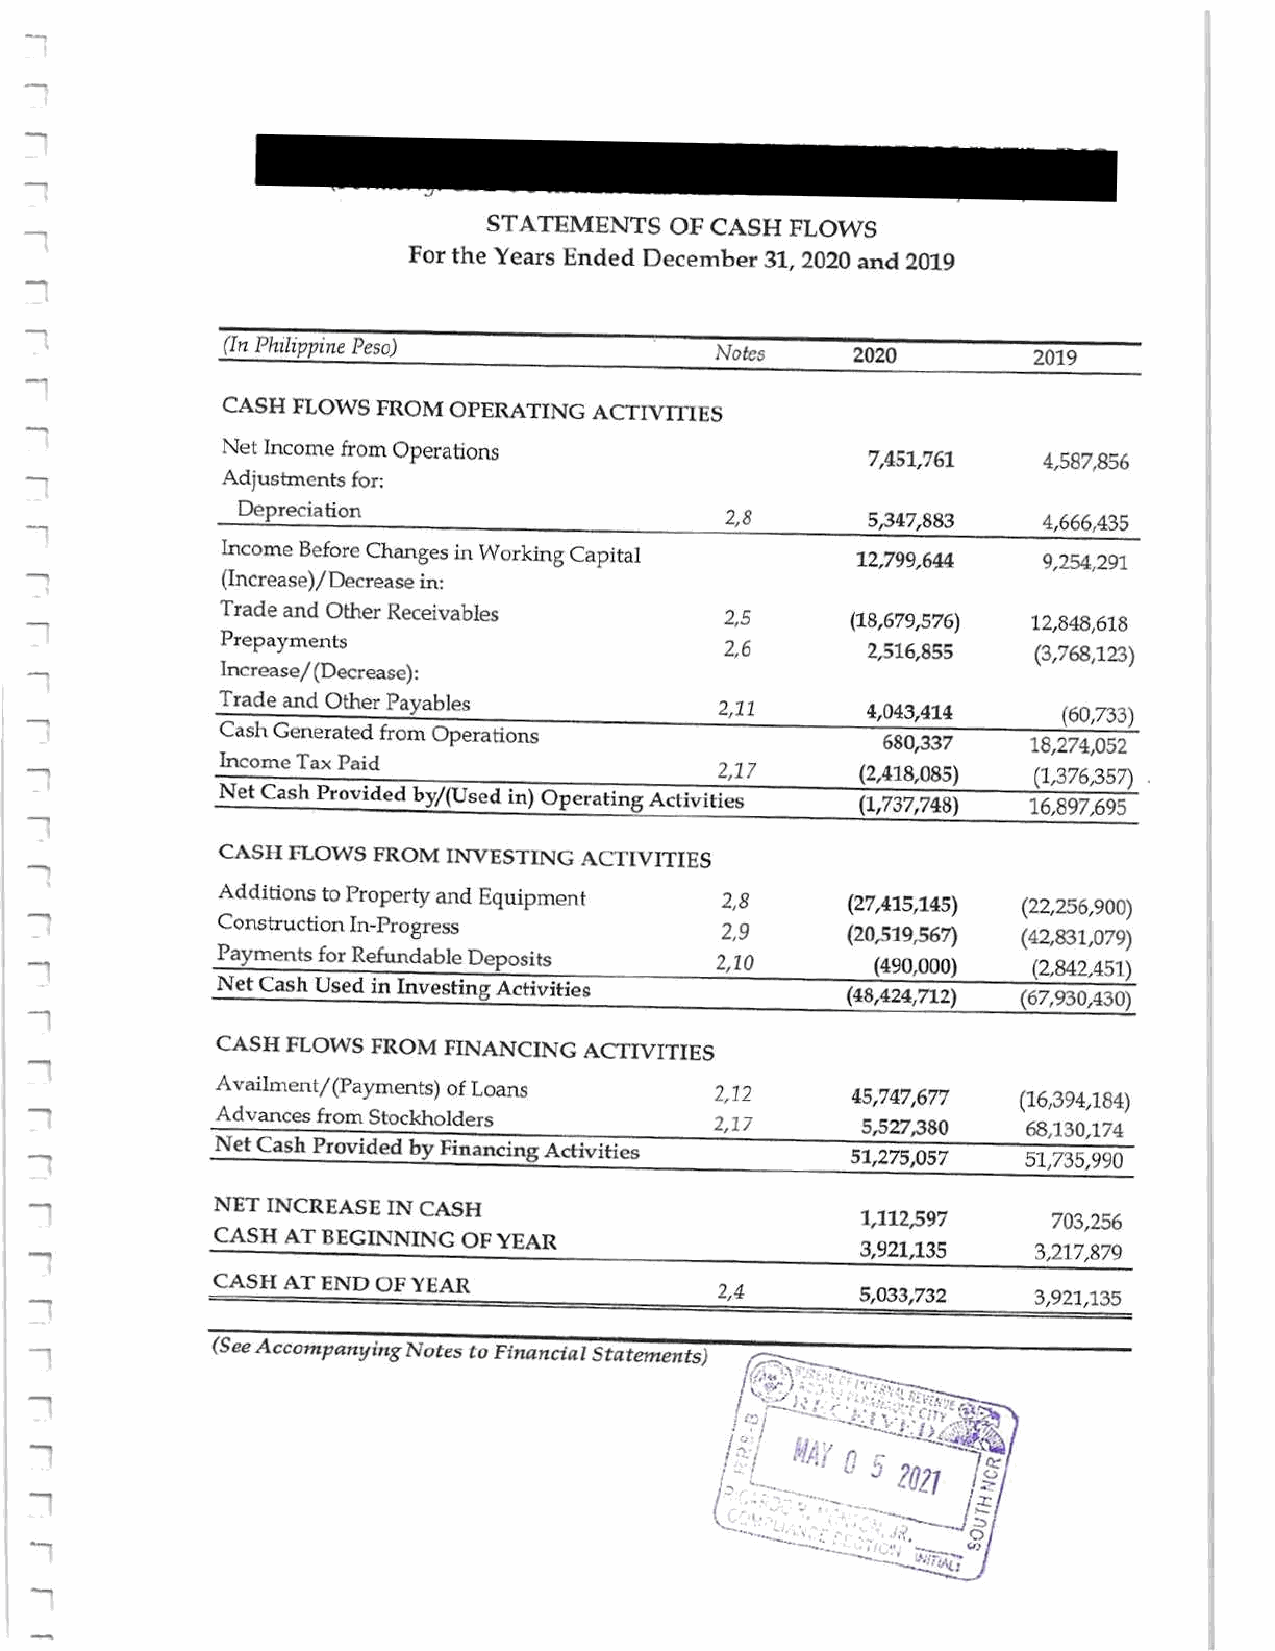 STATEMENTS OF CASH FLOWS
For the Years Ended December 31, 2020 and 2019
(In Philippine Peso) Notes 2020 2019
CASH FLOWS FROM OPERATING ACTIVITIES
Net Income from Operations 7,451,761 4,587,856
Adjustments for:
Depreciation 2,8 5,347,883 4,666,435
Income Before Changes in Working Capital 12,799,644 9,254,291
(Increase)/Decrease in:
Trade and Other Receivables 2,5 (18,679,576) 12,848,618
Prepayments 2,6 2,516,855 (3,768,123)
Increase/(Decrease):
Trade and Other Payables 2,11 4,043,414 (60,733)
Cash Generated from Operations 680,337 18,274,052
Income Tax Paid 2,17 (2,418,085) (1,376,357)
Net Cash Provided by/(Used in) Operating Activities (1,737,748) 16,897,695
CASH FLOWS FROM INVESTING ACTIVITIES
Additions to Property and Equipment 2,8 (27,415,145) (22,256,900)
Construction In-Progress 2,9 (20,519,567) (42,831,079)
Payments for Refundable Deposits 2,10 (490,000) (2,842,451)
Net Cash Used in Investing Activities (48,424,712) (67,930,430)
CASH FLOWS FROM FINANCING ACTIVITIES
Availment/(Payments) of Loans 2,12 45,747,677 (16,394,184)
Advances from Stockholders 2,17 5,527,380 68,130,174
Net Cash Provided by Financing Activities 51,275,057 51,735,990
NET INCREASE IN CASH 1,112,597 703,256
CASH AT BEGINNING OF YEAR 3,921,135 3,217,879
CASH AT END OF YEAR 2,4 5,033,732 3,921,135
(See Accompanying Notes to Financial Statements)
BUREAU OF INTERNAL REVENUE
CITY
RECEIVED
MAY 05 2021
SOUTH NCR
JR.
COMPLIANCE SECTION INITIAL: